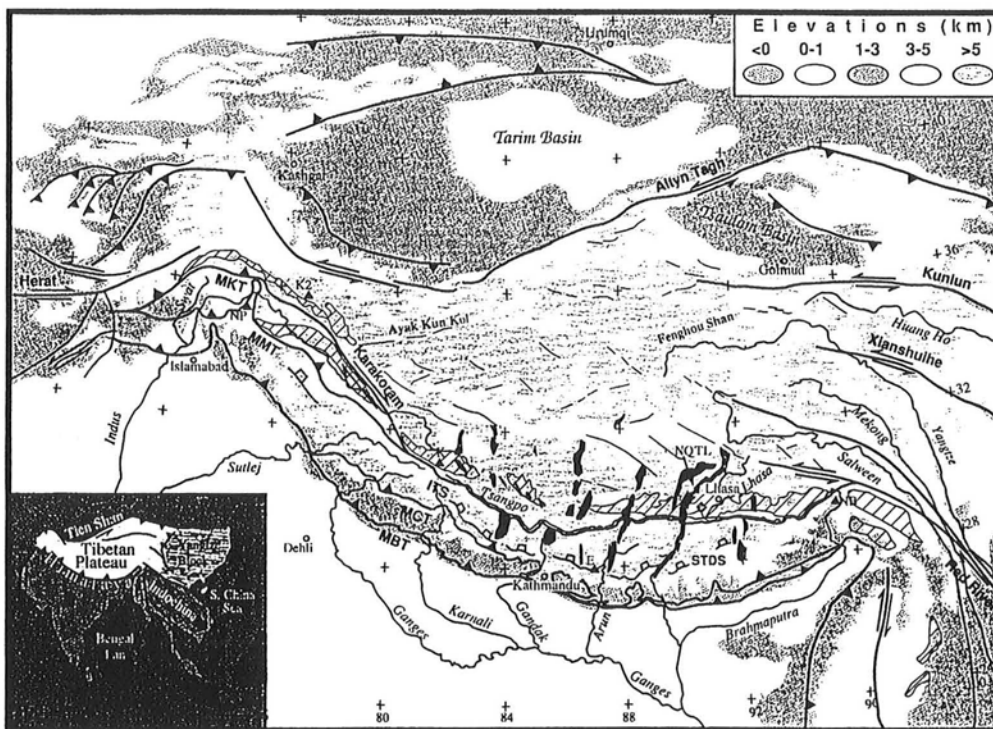 Elevations (km)
<0 0-1 1-3 3-5 >5
Urumqi
Tarim Basin
Kashgal
Altyn Tagh
Tsaidam Basin
36
Golmud
Kunlun
Herat
MKT
K2
NP
Ayak Kun Kul
Fenghou Shan
Huang Ho
MMT
Karakoram
Xianshuihe
Islamabad
32
Indus
Mekong
Yangtze
Sutlej
NQTL
Salween
ITS
Tsangpo
Lhasa
Lhasa
Tien Shan
Tibetan
Plateau
Block
Indochina
S. China
Sea
Bengal
Fan
MCT
28
MBT
Dehli
STDS
Red River
Kathmandu
Ganges
Karnali
Gandak
Arun
Brahmaputra
Ganges
80 84 88 92